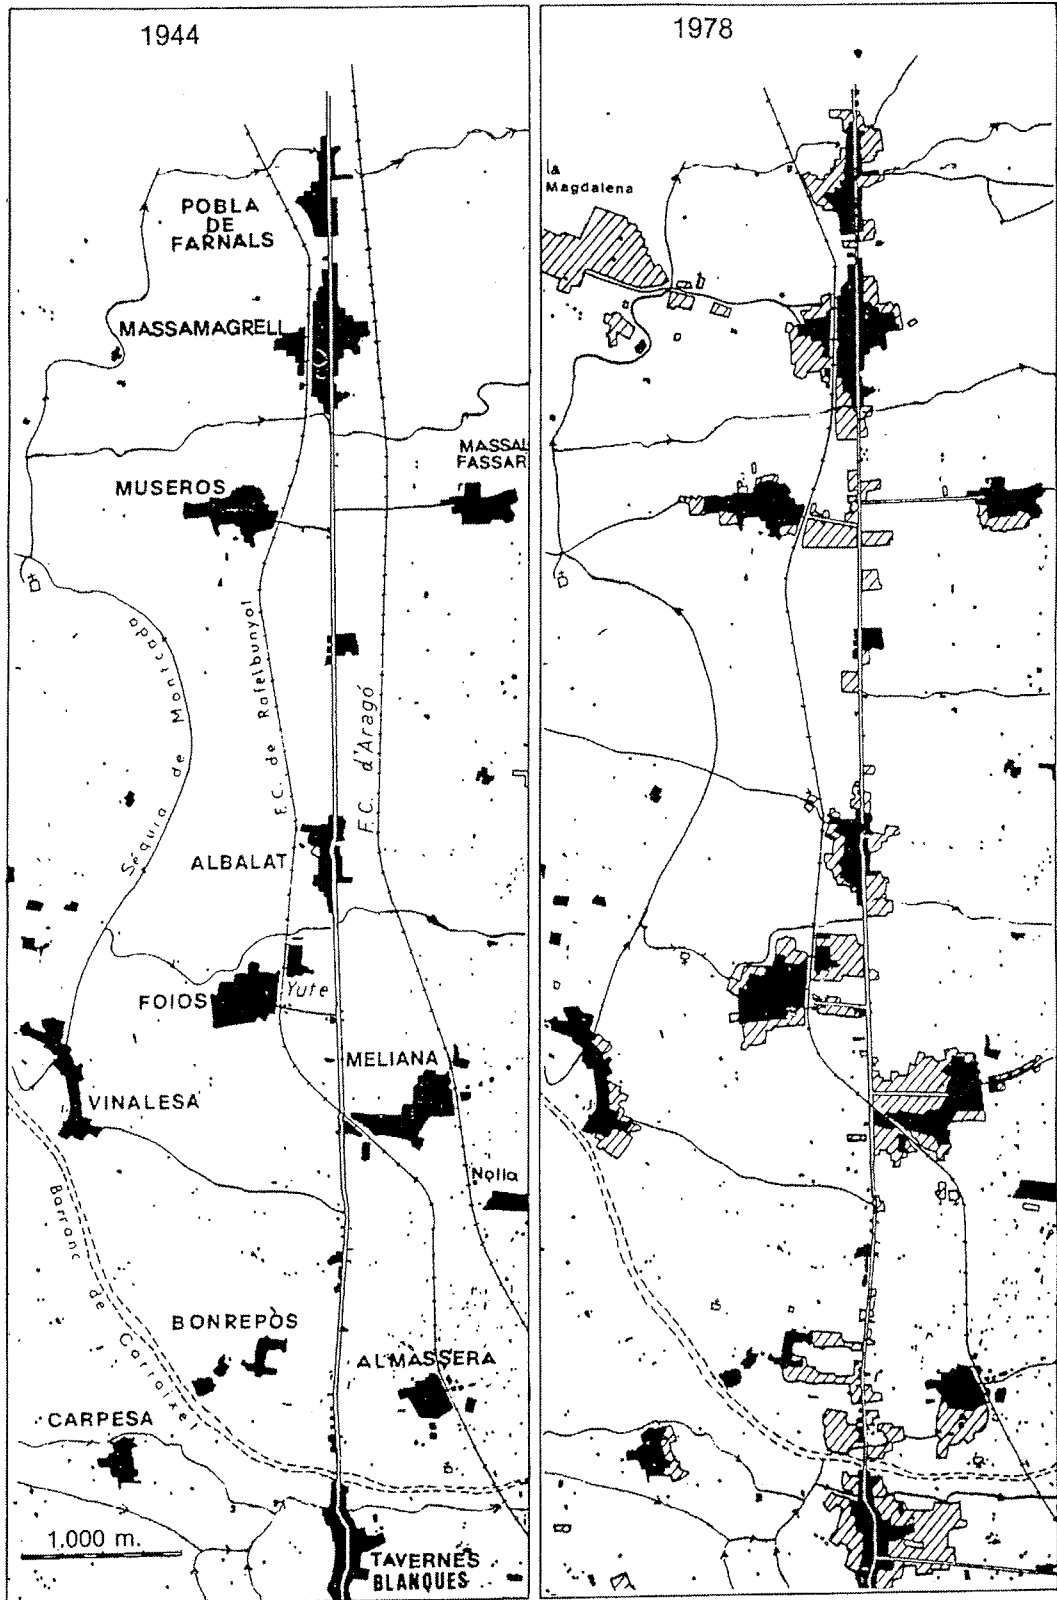 1944
1978
la
Magdalena
POBLA
DE
FARNALS
MASSAMAGRELL
MASSAL
FASSAR
MUSEROS
Séquia de Montcada
F.C. de Rafelbunyol
F.C. d'Aragó
ALBALAT
FOIOS
Yute
MELIANA
VINALESA
Nolla
Barranc de Carraixet
BONREPÒS
ALMÀSSERA
CARPESA
1.000 m.
TAVERNES
BLANQUES